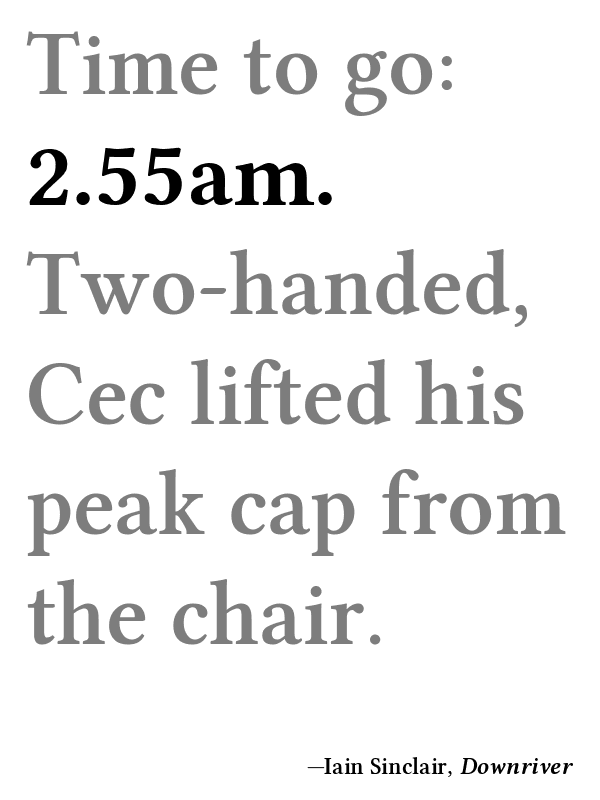 Time to go:
2.55am.
Two-handed,
Cec lifted his
peak cap from
the chair.
—Iain Sinclair, Downriver